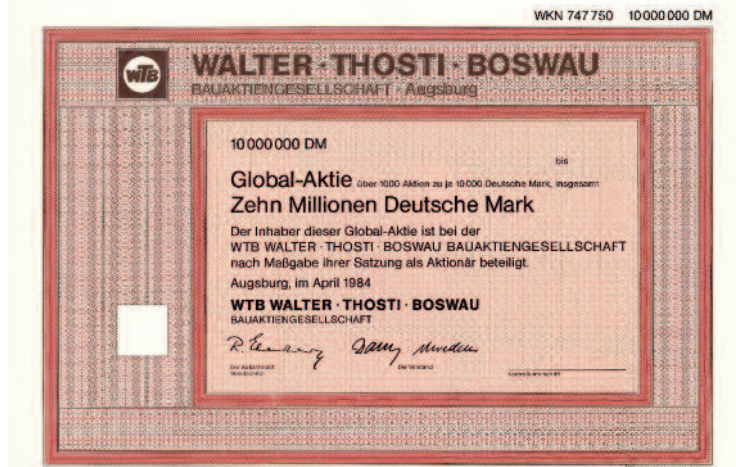 WKN 747750 10000000 DM
WTB
WALTER · THOSTI · BOSWAU
BAUAKTIENGESELLSCHAFT · Augsburg
10000000 DM
bis
Global-Aktie über 1000 Aktien zu je 10000 Deutsche Mark, insgesamt
Zehn Millionen Deutsche Mark
Der Inhaber dieser Global-Aktie ist bei der
WTB WALTER · THOSTI · BOSWAU BAUAKTIENGESELLSCHAFT
nach Maßgabe ihrer Satzung als Aktionär beteiligt.
Augsburg, im April 1984
WTB WALTER · THOSTI · BOSWAU
BAUAKTIENGESELLSCHAFT
Der Aufsichtsrat
Der Vorstand